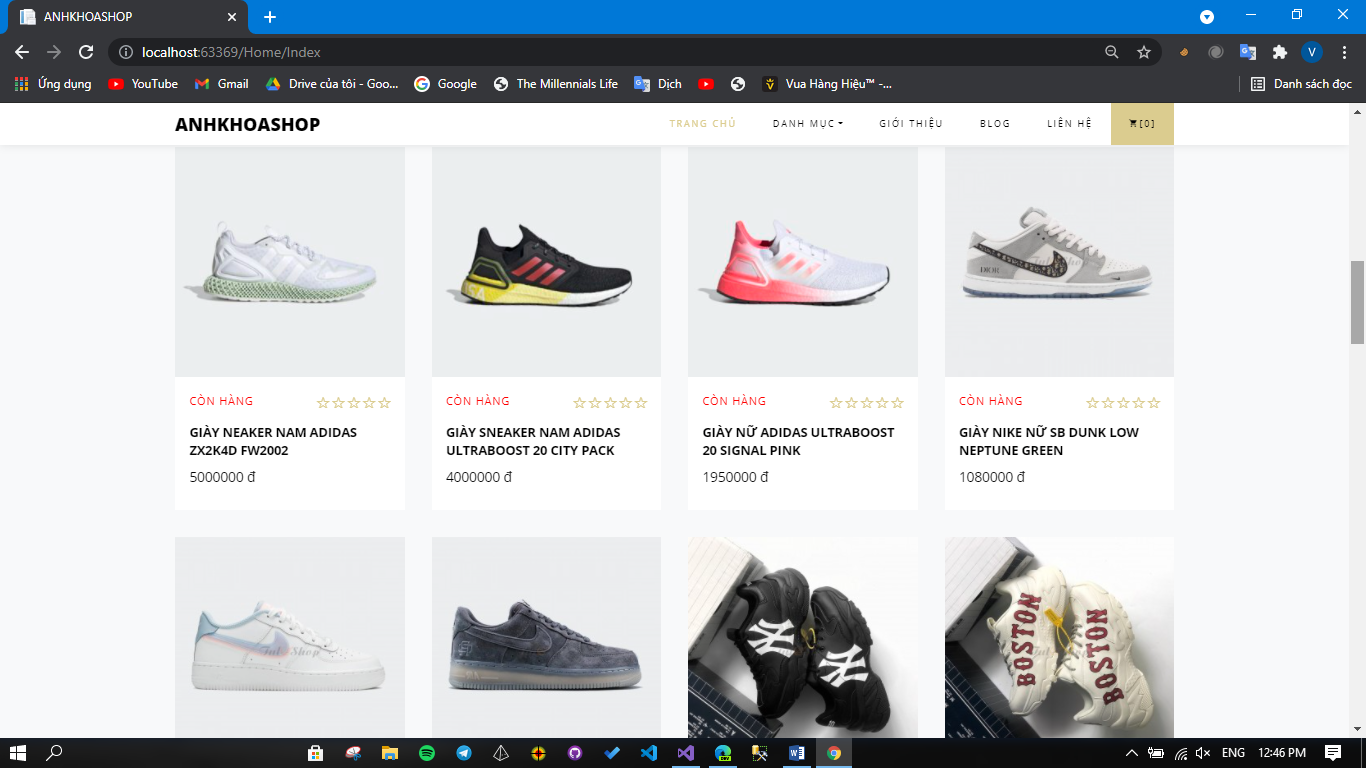 ANHKHOASHOP
localhost:63369/Home/Index
V
Ứng dụng YouTube Gmail Drive của tôi - Goo... Google The Millennials Life Dịch Vua Hàng Hiệu™ -... Danh sách đọc
ANHKHOASHOP TRANG CHỦ DANH MỤC GIỚI THIỆU BLOG LIÊN HỆ [0]
DIOR
CÒN HÀNG
GIÀY NEAKER NAM ADIDAS
ZX2K4D FW2002
5000000 đ
CÒN HÀNG
GIÀY SNEAKER NAM ADIDAS
ULTRABOOST 20 CITY PACK
4000000 đ
CÒN HÀNG
GIÀY NỮ ADIDAS ULTRABOOST
20 SIGNAL PINK
1950000 đ
CÒN HÀNG
GIÀY NIKE NỮ SB DUNK LOW
NEPTUNE GREEN
1080000 đ
NY
NY
BOSTON
BOSTON
ENG 12:46 PM